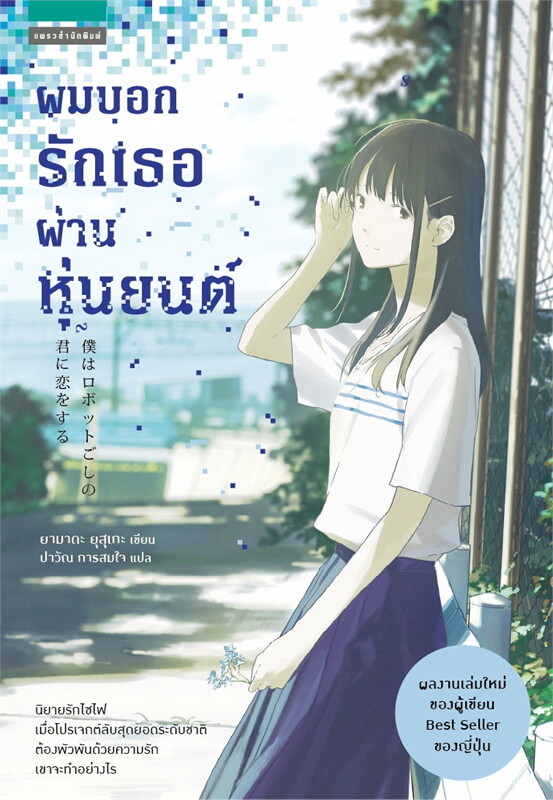 แพรวสำนักพิมพ์
ผมบอก
รักเธอ
ผ่าน
หุ่นยนต์
僕はロボットごしの
君に恋をする
ยามาดะ ยุสุเกะ เขียน
ปาวัณ การสมใจ แปล
นิยายรักไซไฟ
เมื่อโปรเจกต์ลับสุดยอดระดับชาติ
ต้องพัวพันด้วยความรัก
เขาจะทำอย่างไร
ผลงานเล่มใหม่
ของผู้เขียน
Best Seller
ของญี่ปุ่น